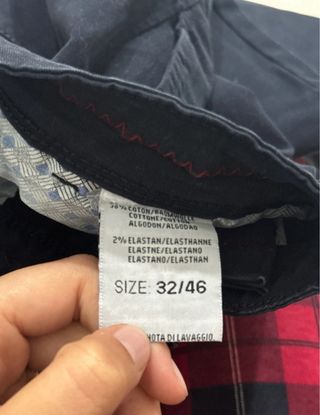 98% COTON/BAUMWOLLE
COTTONE/COTTON
ALGODON/ALGODAO
2% ELASTAN/ELASTHANNE
ELASTNE/ELASTANO
ELASTANO/ELASTHAN
SIZE: 32/46
NOTA DI LAVAGGIO